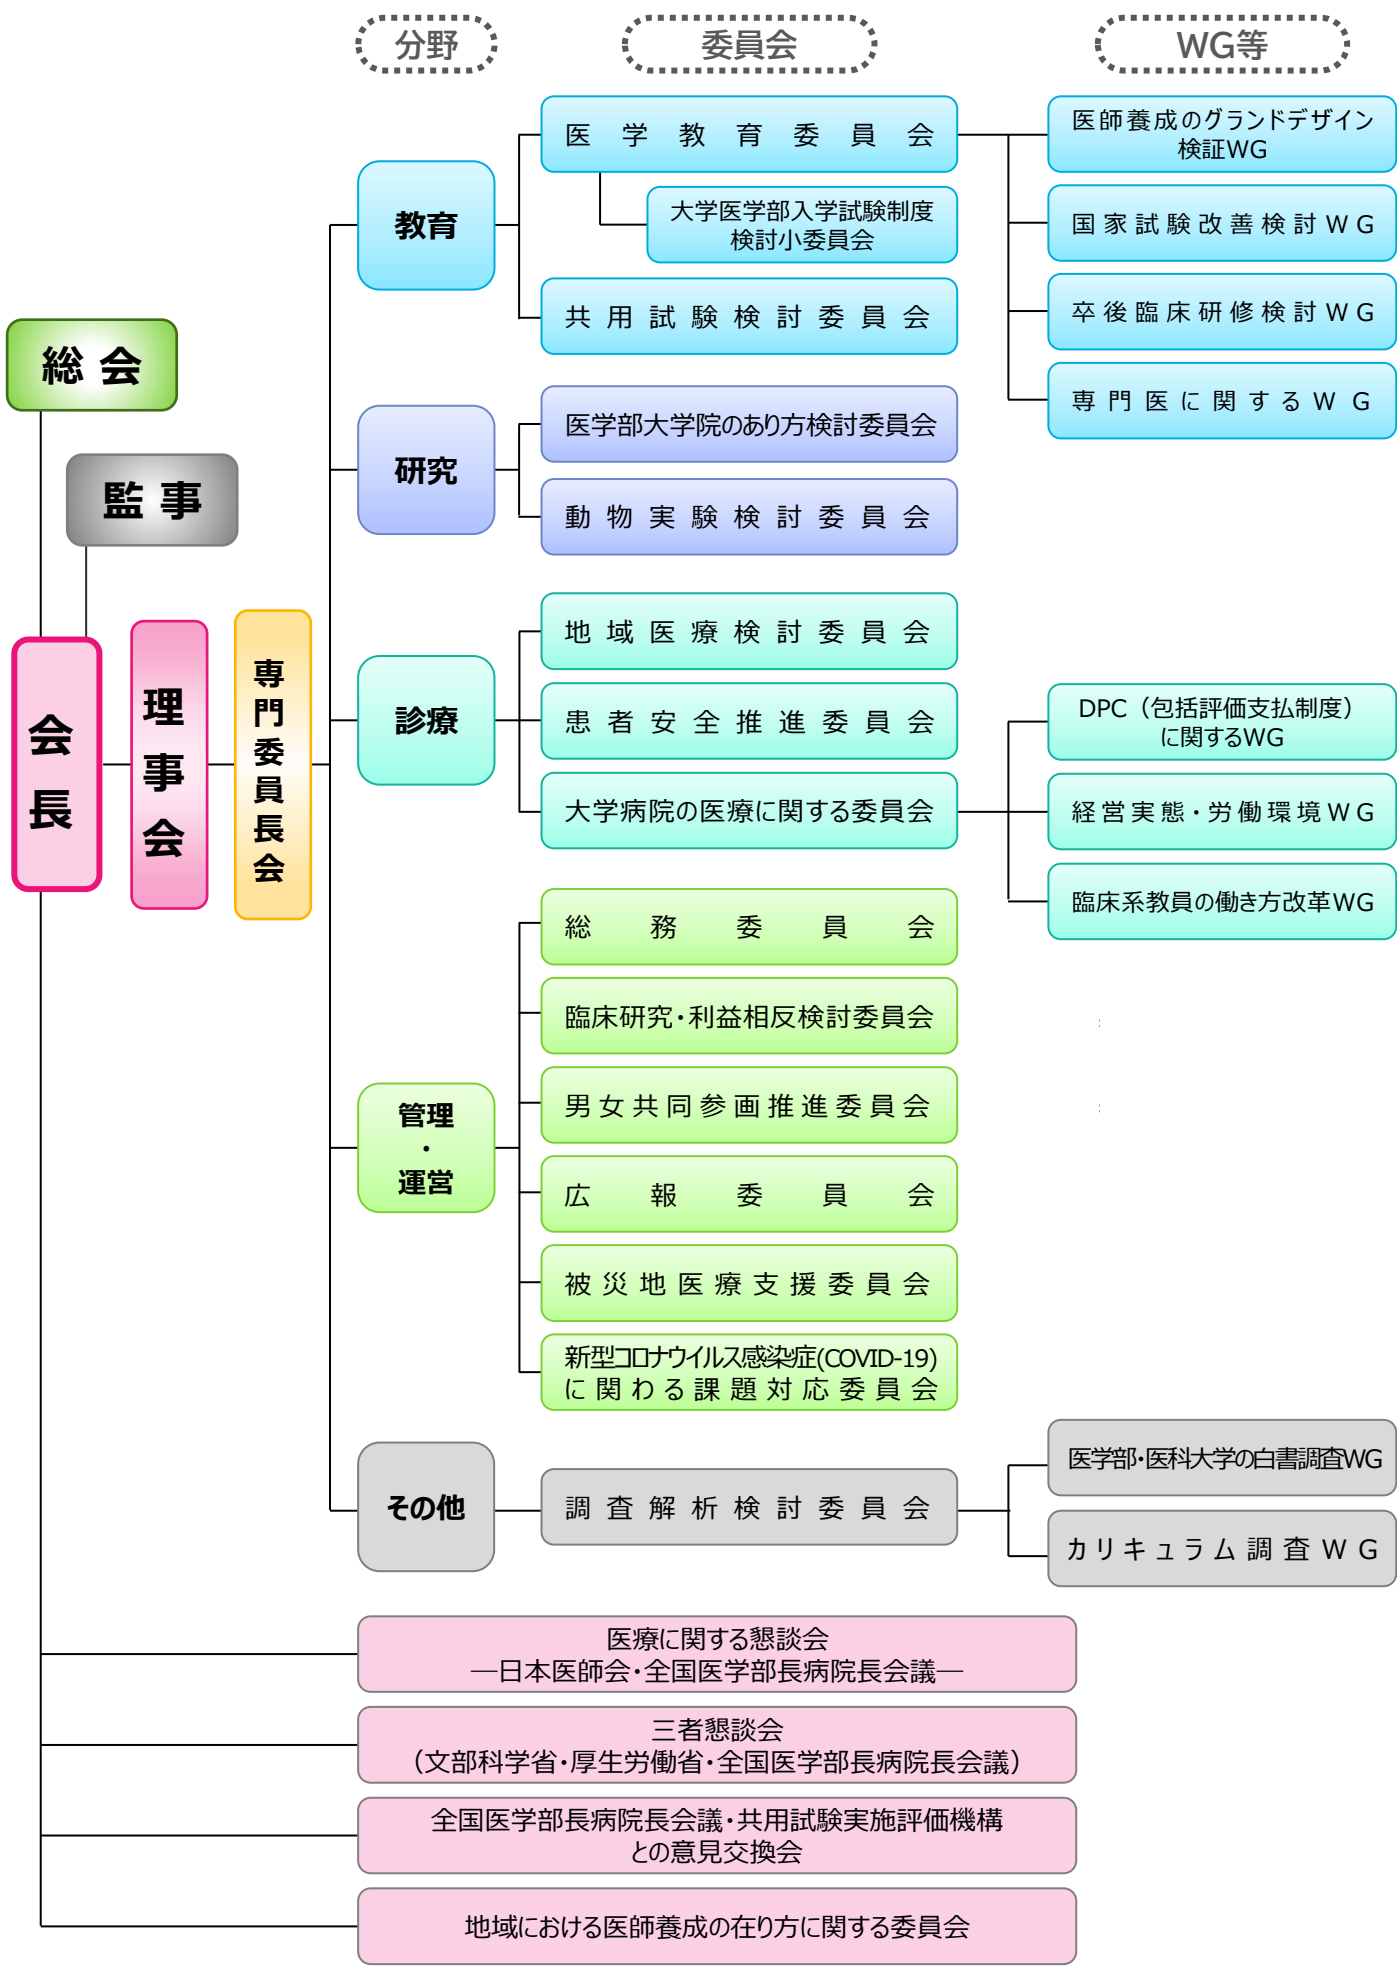 分野
委員会
WG等
総会
監事
会長
理事会
専門委員長会
教育
医学教育委員会
大学医学部入学試験制度
検討小委員会
共用試験検討委員会
医師養成のグランドデザイン
検証WG
国家試験改善検討WG
卒後臨床研修検討WG
専門医に関するWG
研究
医学部大学院のあり方検討委員会
動物実験検討委員会
診療
地域医療検討委員会
患者安全推進委員会
大学病院の医療に関する委員会
DPC（包括評価支払制度）
に関するWG
経営実態・労働環境WG
臨床系教員の働き方改革WG
管理
・
運営
総務委員会
臨床研究・利益相反検討委員会
男女共同参画推進委員会
広報委員会
被災地医療支援委員会
新型コロナウイルス感染症(COVID-19)
に関わる課題対応委員会
その他
調査解析検討委員会
医学部・医科大学の白書調査WG
カリキュラム調査WG
医療に関する懇談会
―日本医師会・全国医学部長病院長会議―
三者懇談会
（文部科学省・厚生労働省・全国医学部長病院長会議）
全国医学部長病院長会議・共用試験実施評価機構
との意見交換会
地域における医師養成の在り方に関する委員会